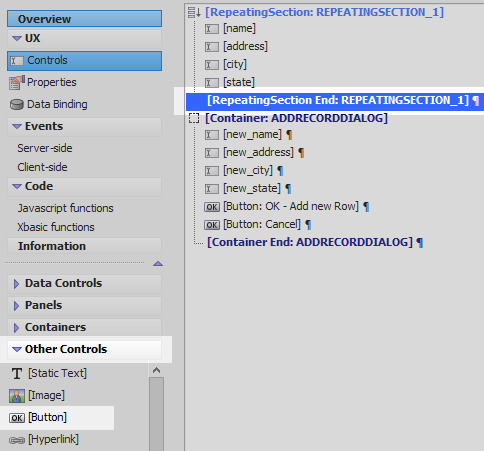 Overview
UX
Controls
Properties
Data Binding
Events
Server-side
Client-side
Code
Javascript functions
Xbasic functions
Information
Data Controls
Panels
Containers
Other Controls
T [Static Text]
[Image]
OK [Button]
[Hyperlink]
[RepeatingSection: REPEATINGSECTION_1]
[name]
[address]
[city]
[state]
[RepeatingSection End: REPEATINGSECTION_1] ¶
[Container: ADDRECORDDIALOG]
[new_name] ¶
[new_address] ¶
[new_city] ¶
[new_state] ¶
OK [Button: OK - Add new Row] ¶
OK [Button: Cancel] ¶
[Container End: ADDRECORDDIALOG] ¶